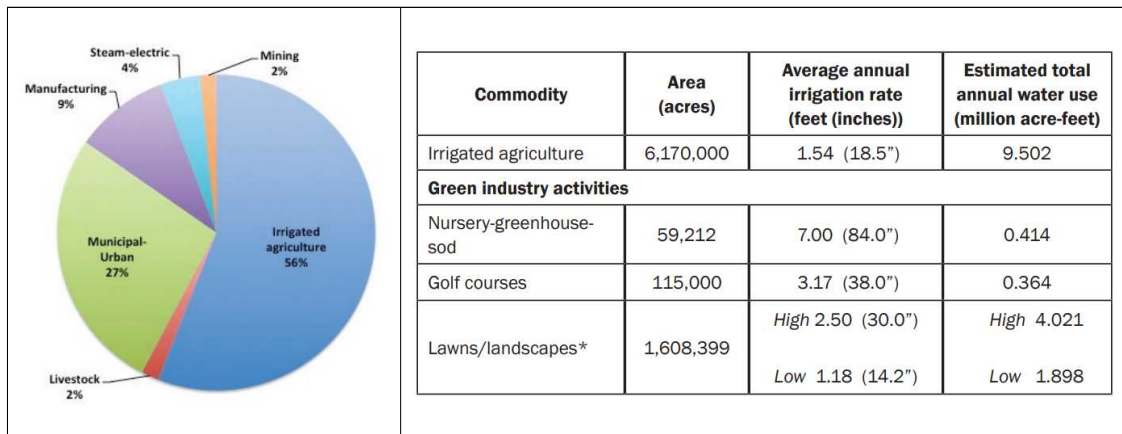 Steam-electric
4%
Mining
2%
Manufacturing
9%
Municipal-
Urban
27%
Irrigated
agriculture
56%
Livestock
2%
Commodity
Area
(acres)
Average annual
irrigation rate
(feet (inches))
Estimated total
annual water use
(million acre-feet)
Irrigated agriculture 6,170,000 1.54 (18.5”) 9.502
Green industry activities
Nursery-greenhouse-
sod 59,212 7.00 (84.0”) 0.414
Golf courses 115,000 3.17 (38.0”) 0.364
Lawns/landscapes* 1,608,399
High 2.50 (30.0”) High 4.021
Low 1.18 (14.2”) Low 1.898